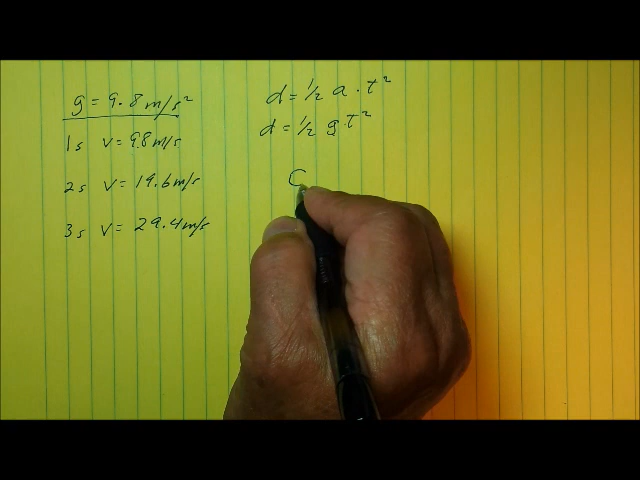 g = 9.8 m/s²
1s v = 9.8 m/s
2s v = 19.6 m/s
3s v = 29.4 m/s
d = 1/2 a · t²
d = 1/2 g · t²
C